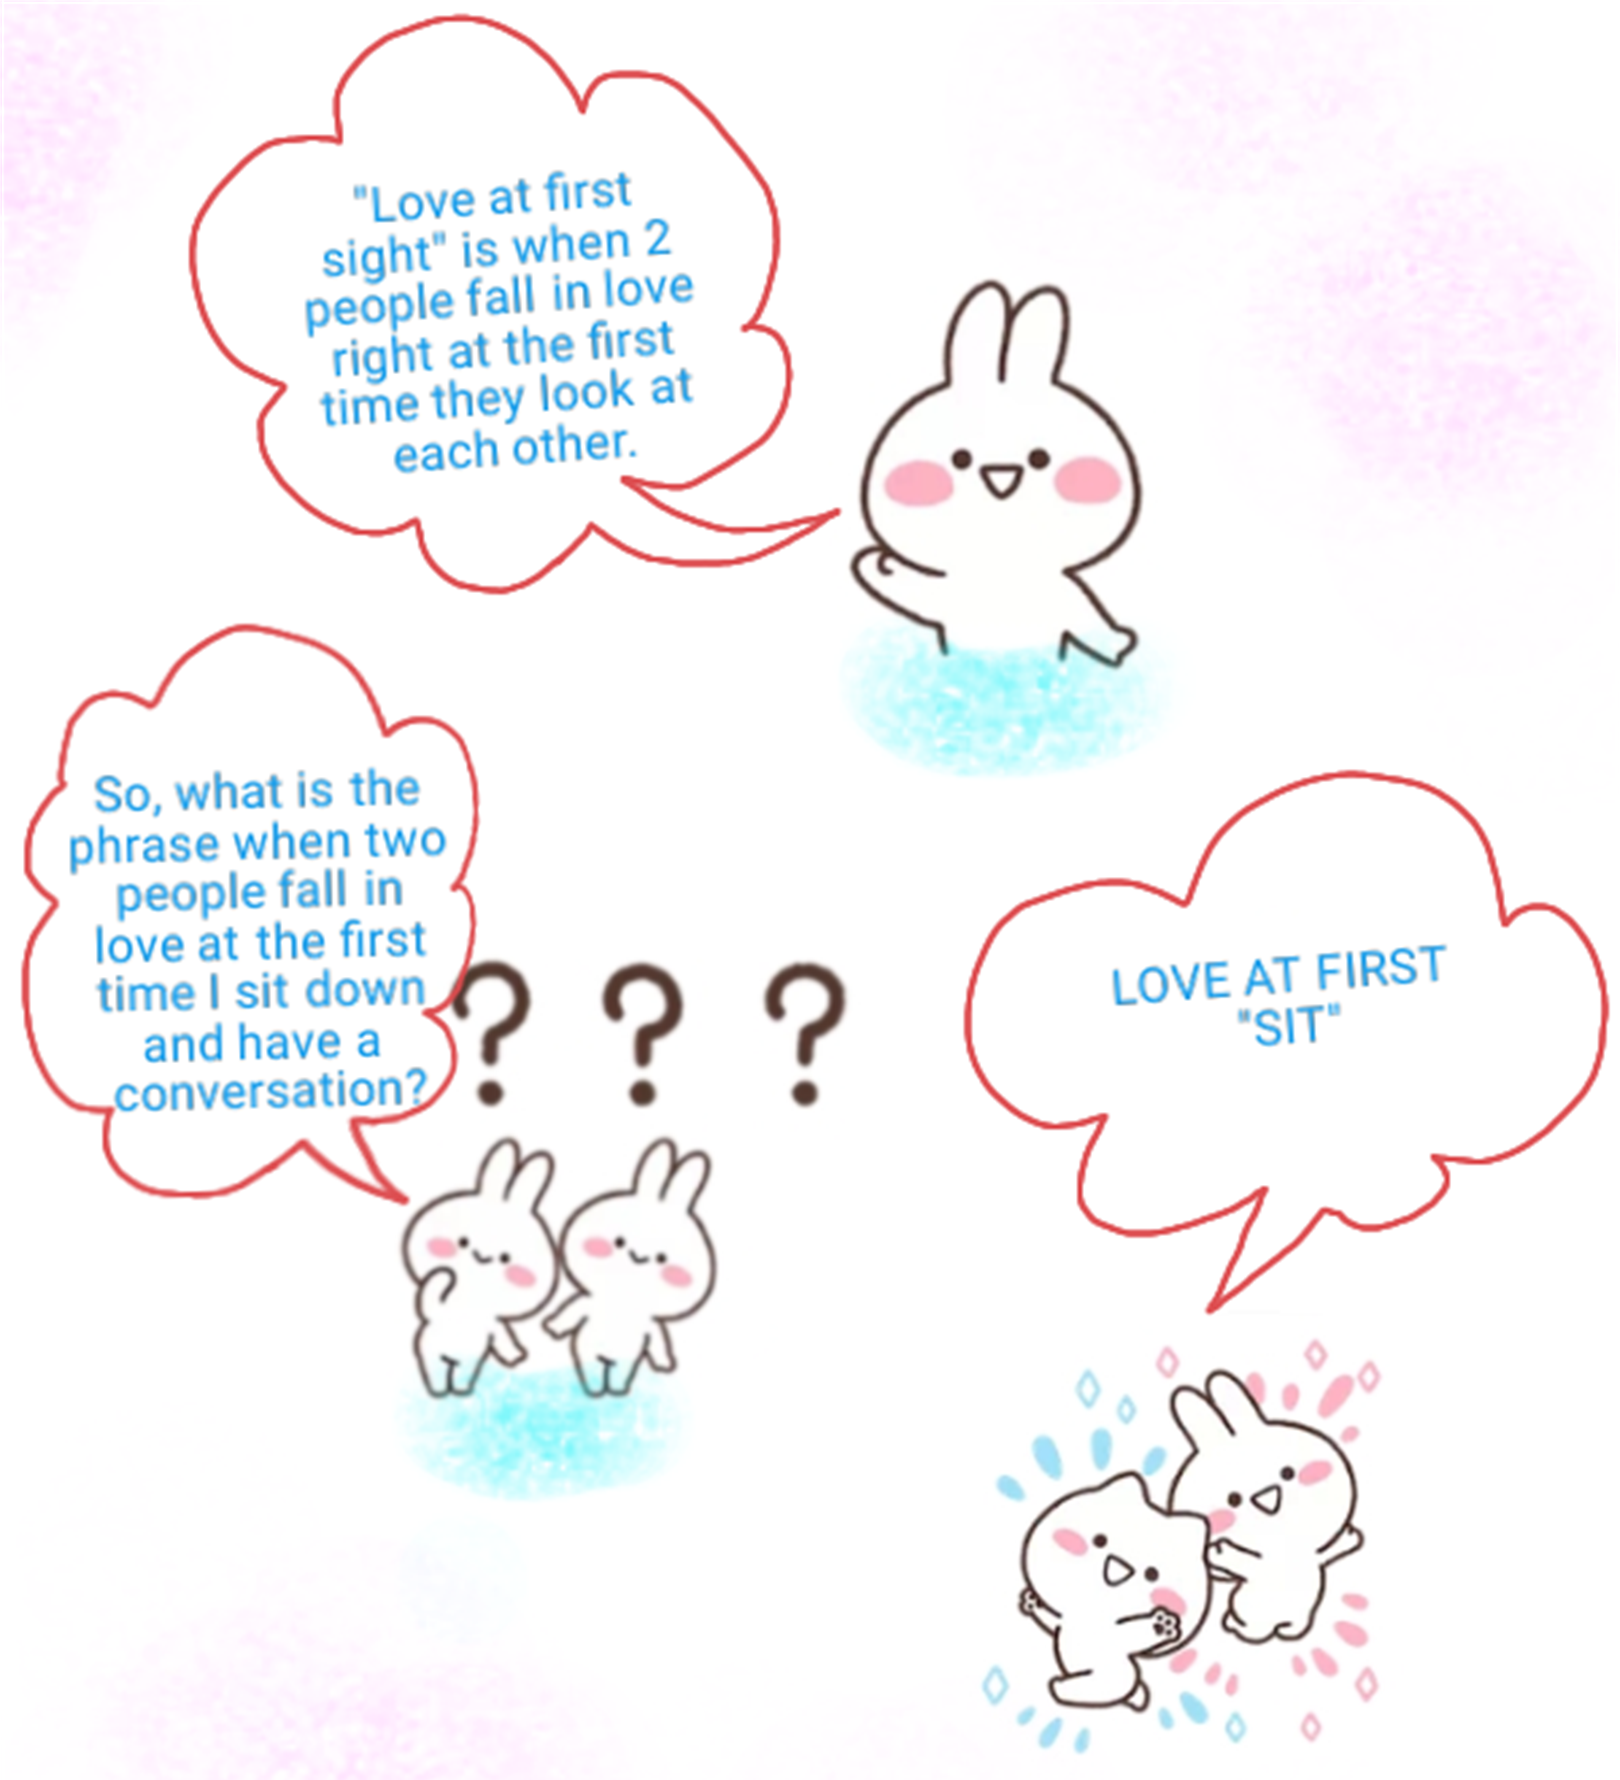 "Love at first
sight" is when 2
people fall in love
right at the first
time they look at
each other.
So, what is the
phrase when two
people fall in
love at the first
time I sit down
and have a
conversation?
? ? ?
LOVE AT FIRST
"SIT"